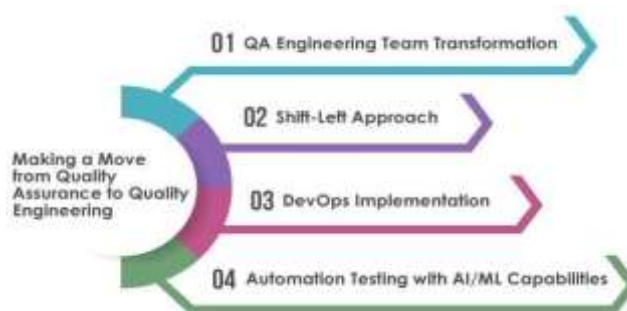 01 QA Engineering Team Transformation
02 Shift-Left Approach
Making a Move
from Quality
Assurance to Quality
Engineering
03 DevOps Implementation
04 Automation Testing with AI/ML Capabilities